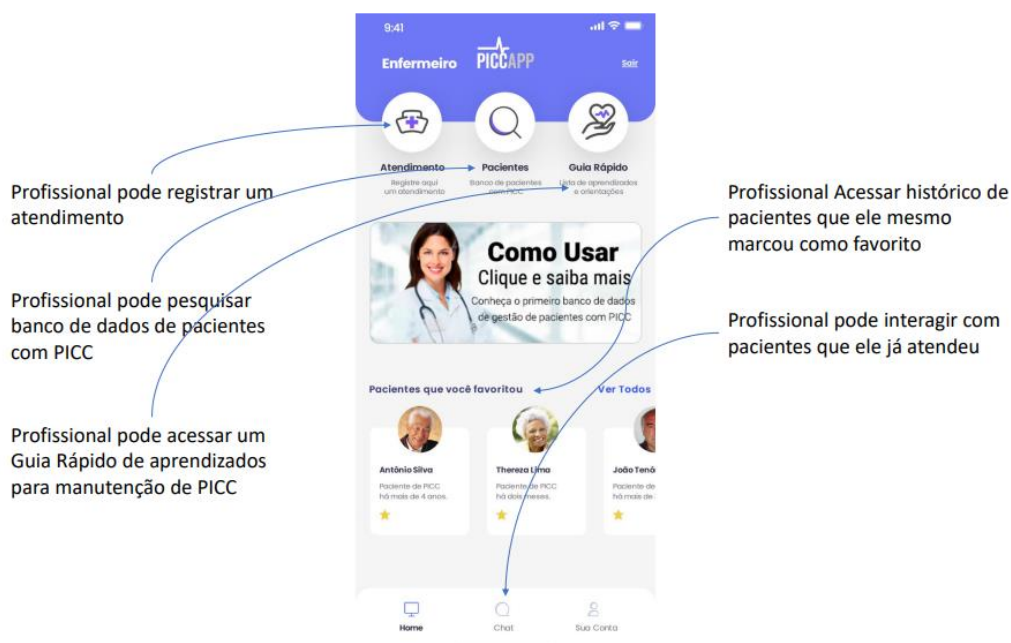 9:41
Enfermeiro
PICCAPP
Sair
Atendimento
Registre aqui
um atendimento
Pacientes
Banco de pacientes
com PICC
Guia Rápido
Lista de aprendizados
e orientações
Profissional pode registrar um
atendimento
Profissional pode pesquisar
banco de dados de pacientes
com PICC
Profissional pode acessar um
Guia Rápido de aprendizados
para manutenção de PICC
Como Usar
Clique e saiba mais
Conheça o primeiro banco de dados
de gestão de pacientes com PICC
Pacientes que você favoritou
Ver Todos
Antônio Silva
Paciente de PICC
há mais de 4 anos.
Thereza Lima
Paciente de PICC
há dois meses.
João Tenó
Paciente de
há mais de
Home
Chat
Sua Conta
Profissional Acessar histórico de
pacientes que ele mesmo
marcou como favorito
Profissional pode interagir com
pacientes que ele já atendeu